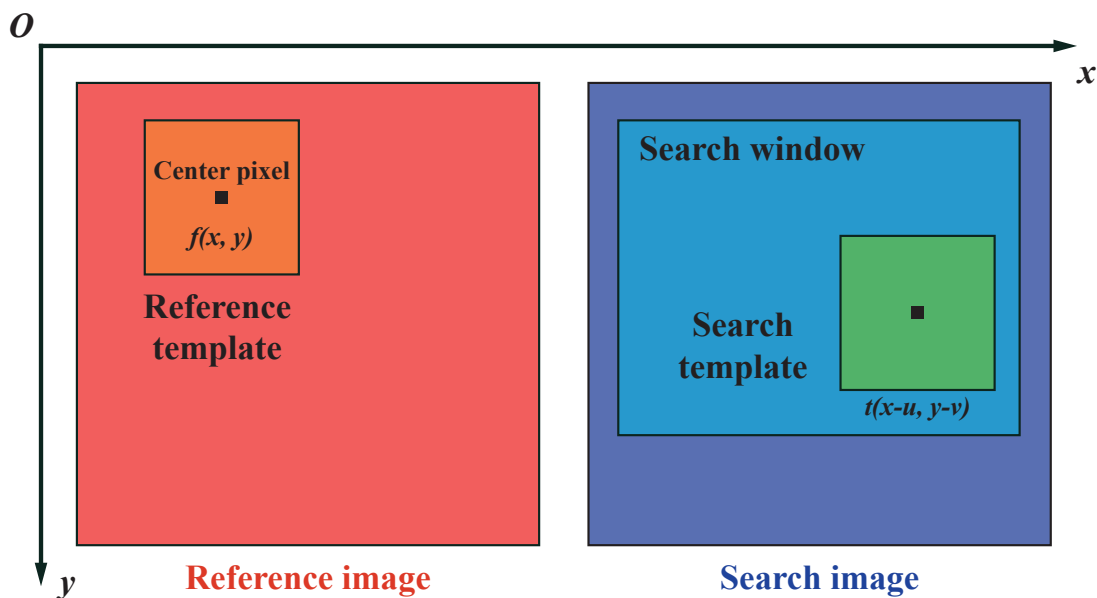 O
x
Center pixel
f(x, y)
Reference
template
Search window
Search
template
t(x-u, y-v)
y
Reference image
Search image